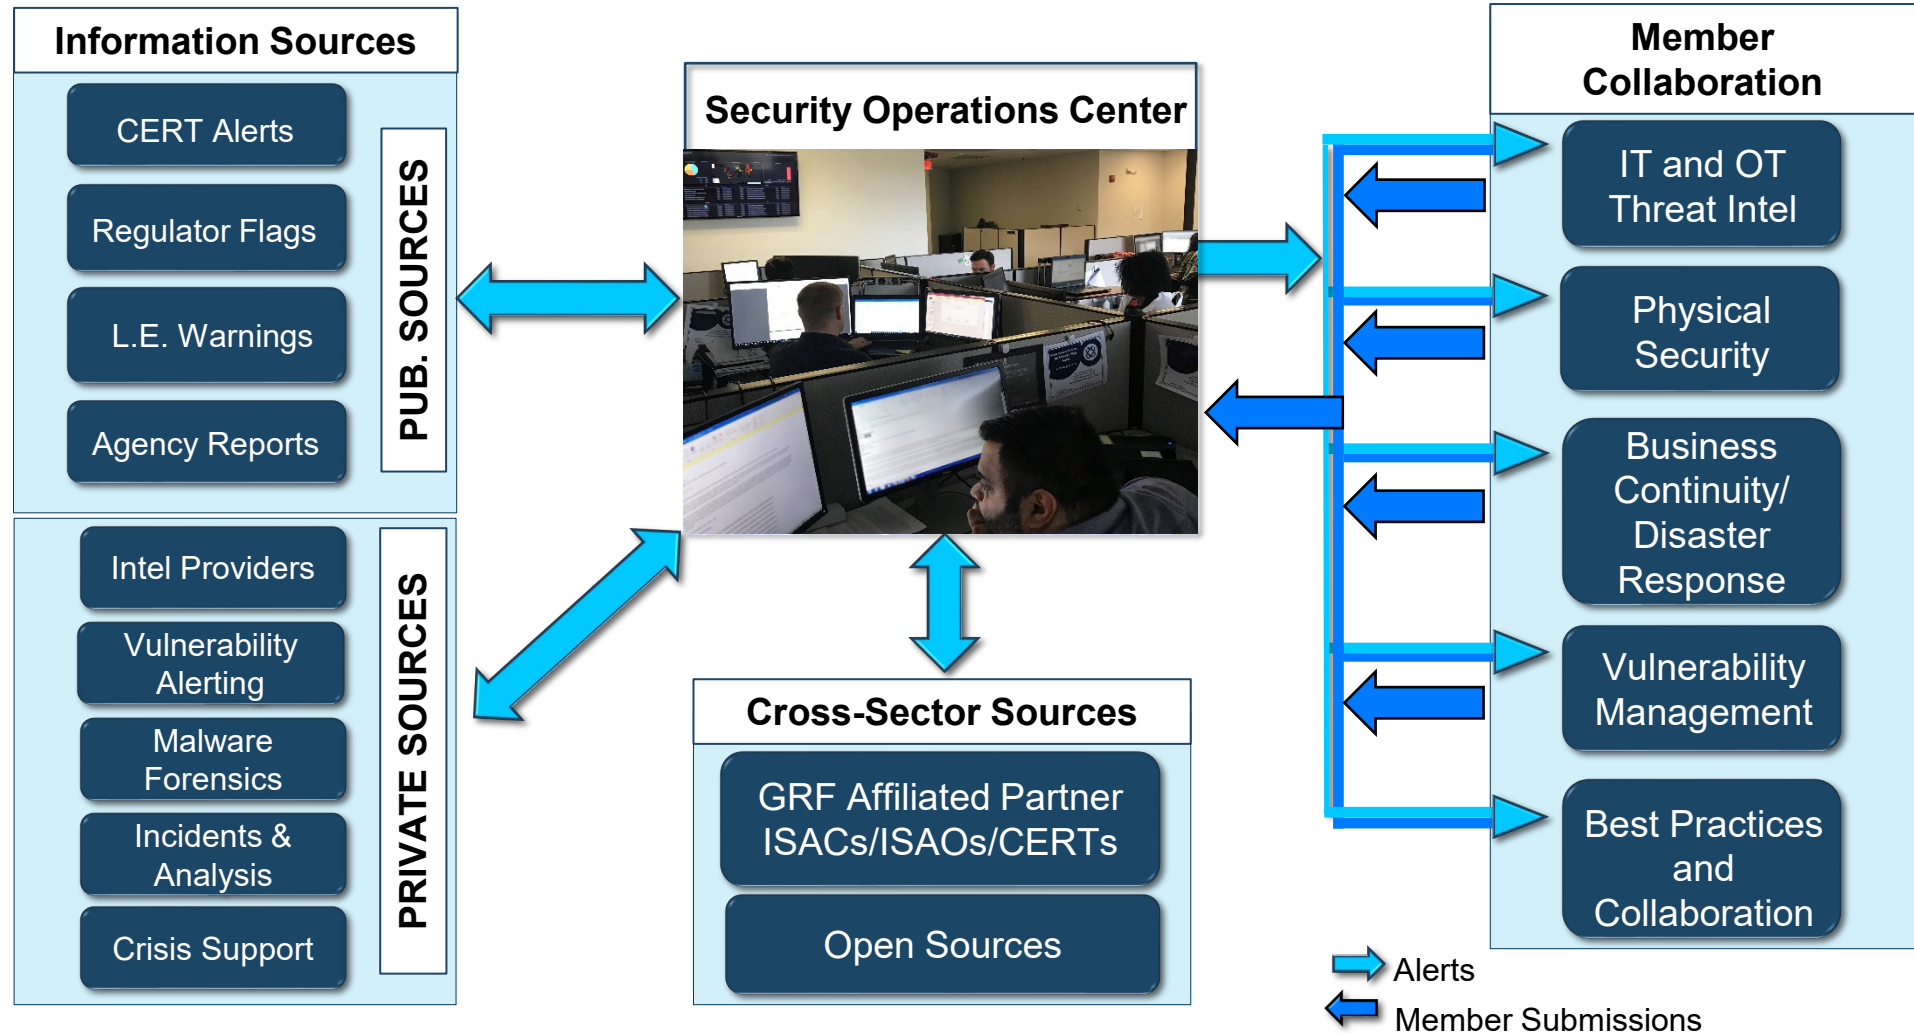 Information Sources
CERT Alerts
Regulator Flags
L.E. Warnings
Agency Reports
PUB. SOURCES
Intel Providers
Vulnerability
Alerting
Malware
Forensics
Incidents &
Analysis
Crisis Support
PRIVATE SOURCES
Security Operations Center
Cross-Sector Sources
GRF Affiliated Partner
ISACs/ISAOs/CERTs
Open Sources
Member
Collaboration
IT and OT
Threat Intel
Physical
Security
Business
Continuity/
Disaster
Response
Vulnerability
Management
Best Practices
and
Collaboration
Alerts
Member Submissions